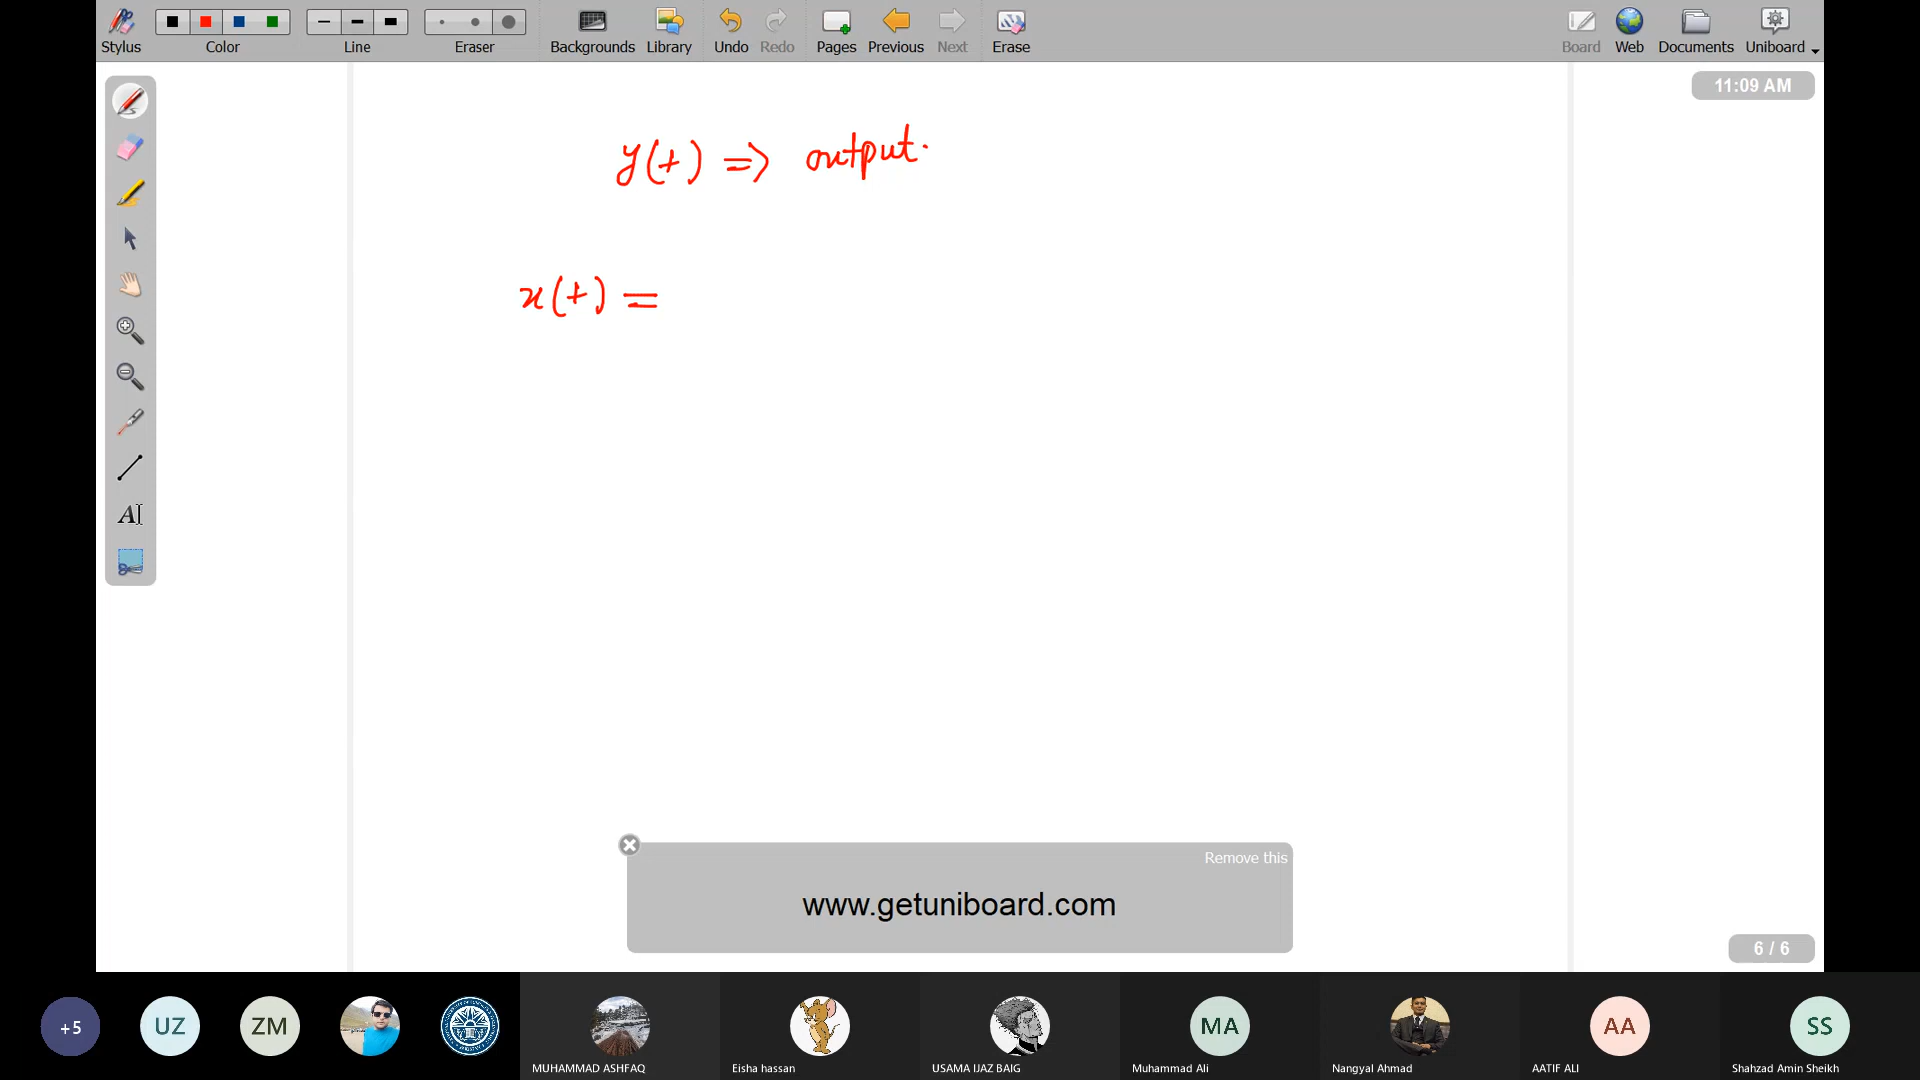 Stylus Color Line Eraser Backgrounds Library Undo Redo Pages Previous Next Erase Board Web Documents Uniboard
11:09 AM
y(t) ⇒ output.
x(t) =
AI
Remove this
www.getuniboard.com
6 / 6
+5 UZ ZM MA AA SS
MUHAMMAD ASHFAQ Eisha hassan USAMA IJAZ BAIG Muhammad Ali Nangyal Ahmad AATIF ALI Shahzad Amin Sheikh